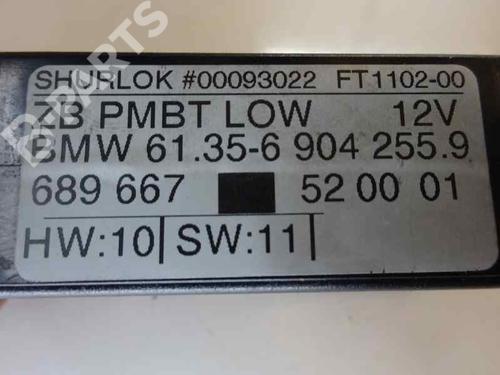 B-PARTS
SHURLOK #00093022 FT1102-00
ZB PMBT LOW 12V
BMW 61.35-6 904 255.9
689 667 52 00 01
HW:10 SW:11